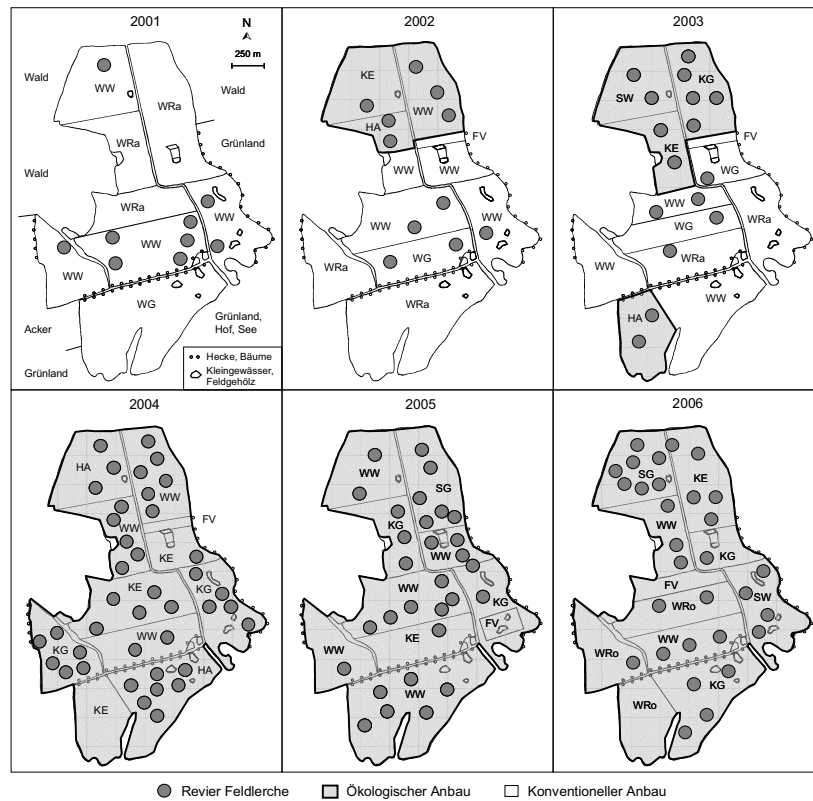 2001
N
250 m
Wald
WW
Wald
WRa
WRa
Grünland
Wald
WRa
WW
WW
WW
WG
Acker
Grünland,
Hof, See
Grünland
Hecke, Bäume
Kleingewässer,
Feldgehölz
2002
KE
WW
HA
FV
WW
WW
WW
WW
WG
WRa
WRa
2003
KG
SW
FV
KE
WG
WW
WG
WRa
WW
WRa
WW
HA
2004
HA
WW
FV
WW
KE
KE
KG
WW
KG
HA
KE
2005
WW
SG
KG
WW
WW
KG
FV
KE
WW
WW
2006
SG
KE
WW
KG
FV
WRo
SW
WW
WRo
KG
WRo
Revier Feldlerche
Ökologischer Anbau
Konventioneller Anbau